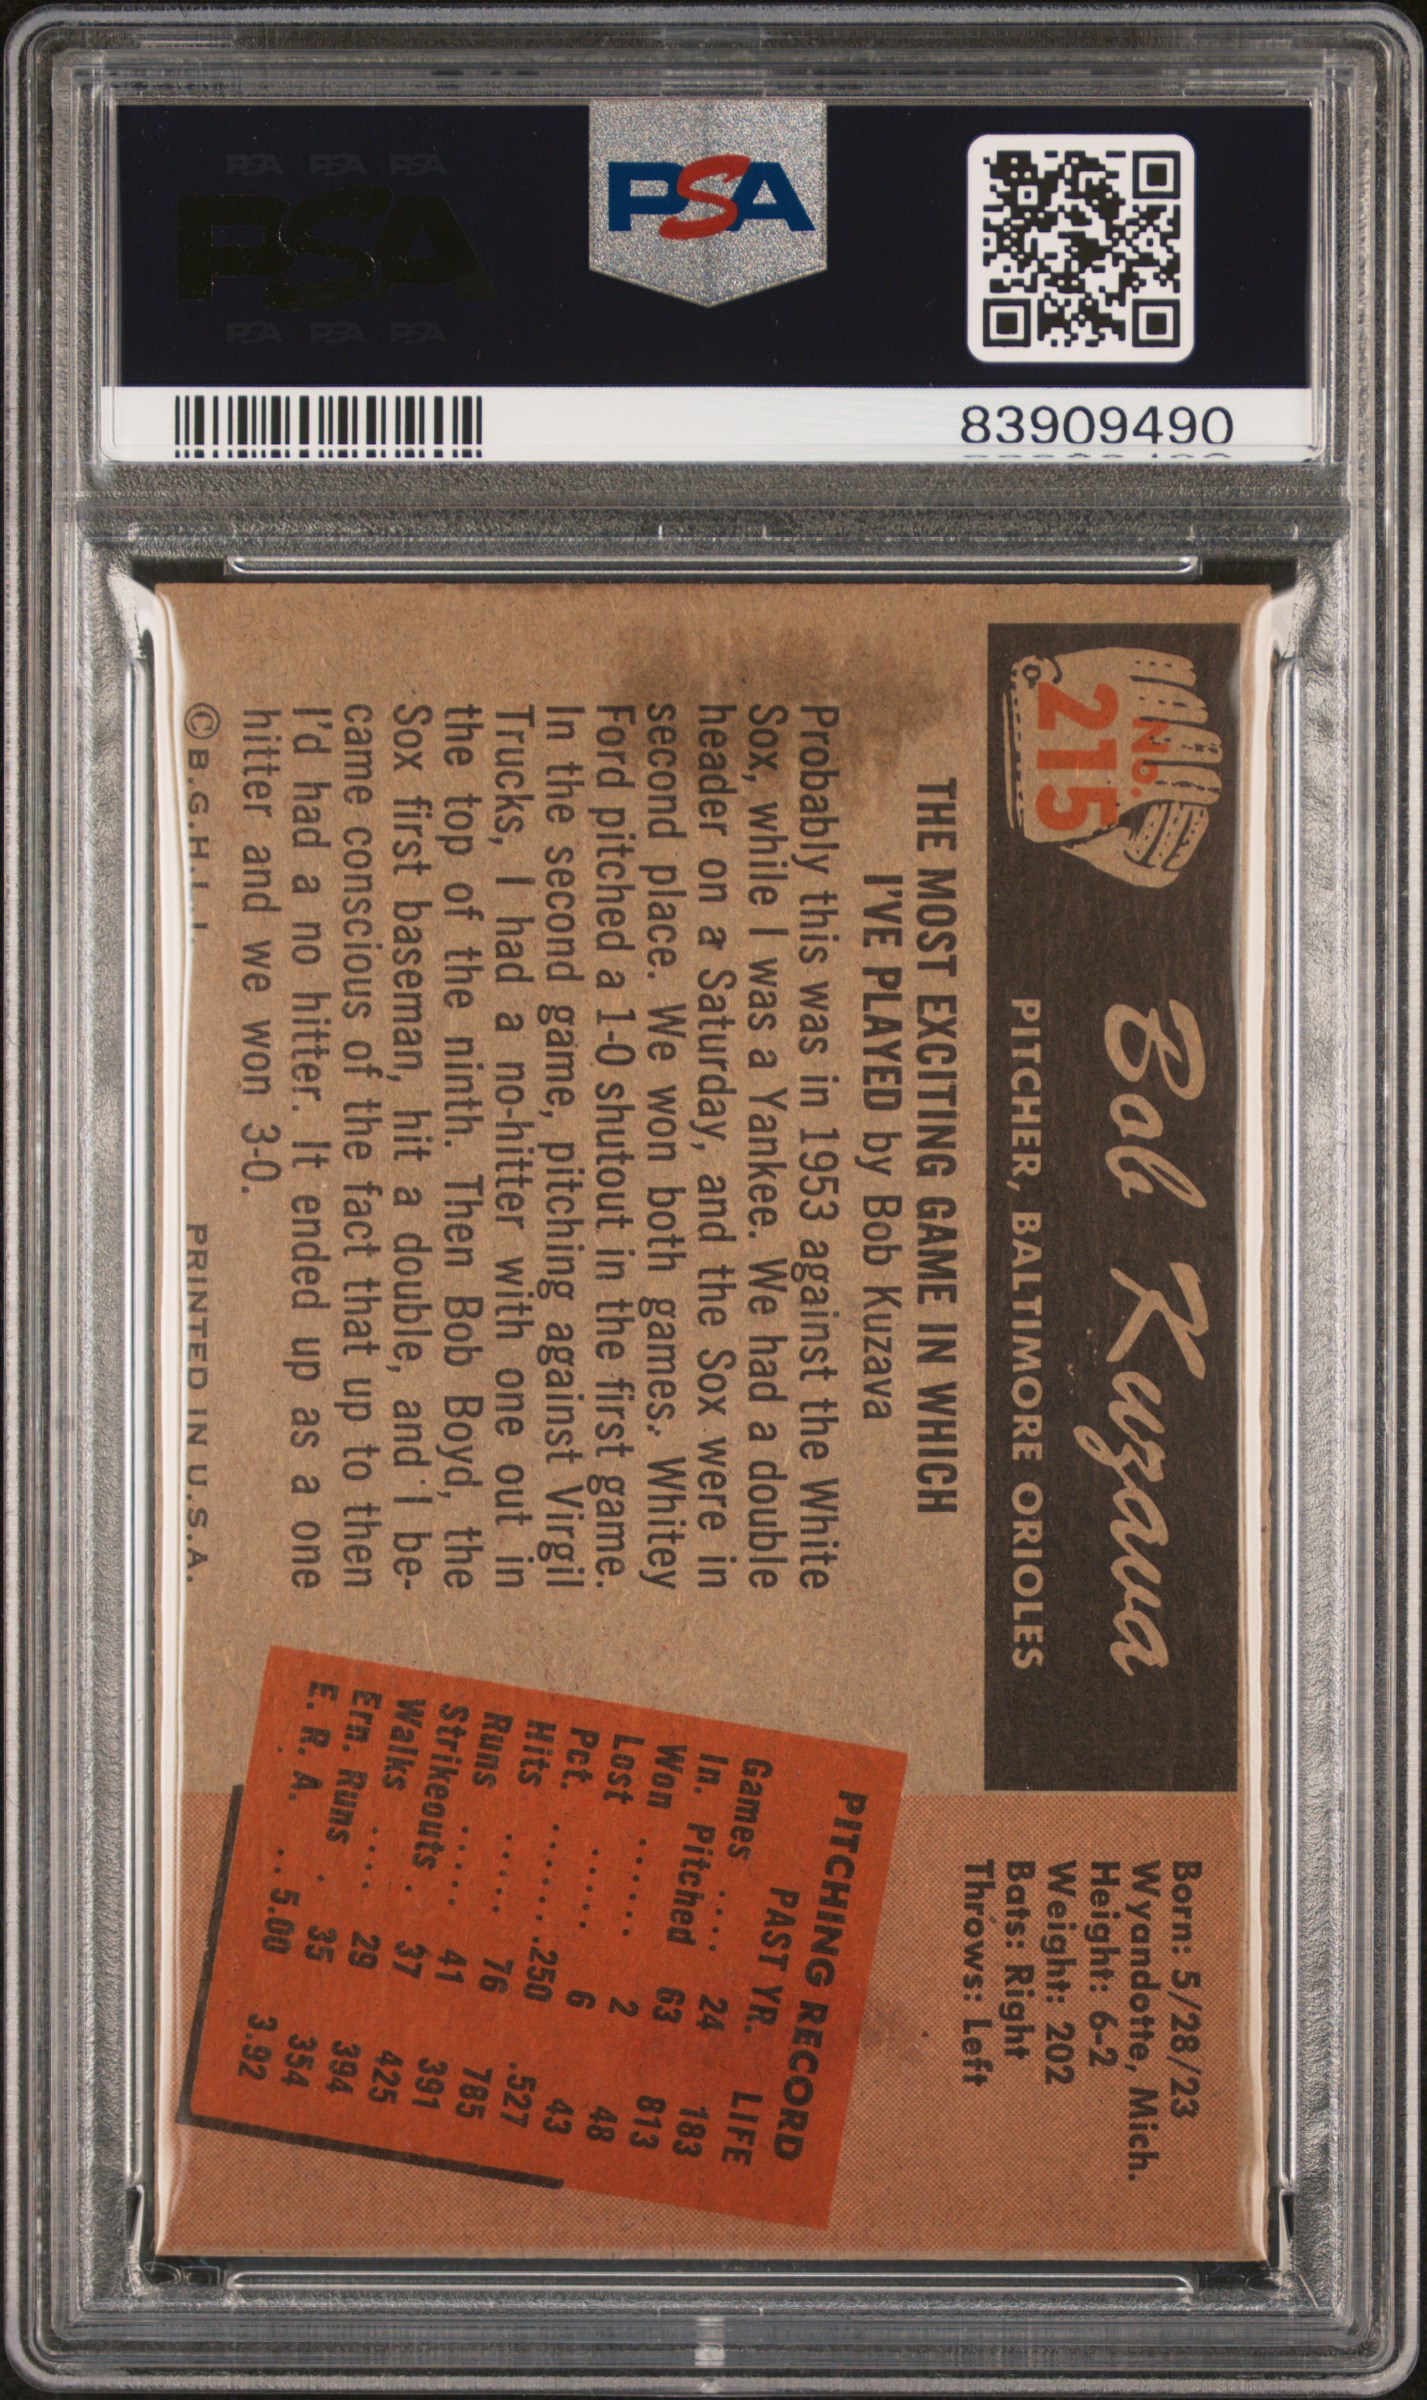 PSA PSA PSA
PSA
PSA PSA PSA
PSA
83909490
No.
215
Bob Kuzava
PITCHER, BALTIMORE ORIOLES
Born: 5/28/23
Wyandotte, Mich.
Height: 6-2
Weight: 202
Bats: Right
Throws: Left
THE MOST EXCITING GAME IN WHICH
I'VE PLAYED by Bob Kuzava
Probably this was in 1953 against the White
Sox, while I was a Yankee. We had a double
header on a Saturday, and the Sox were in
second place. We won both games. Whitey
Ford pitched a 1-0 shutout in the first game.
In the second game, pitching against Virgil
Trucks, I had a no-hitter with one out in
the top of the ninth. Then Bob Boyd, the
Sox first baseman, hit a double, and I be-
came conscious of the fact that up to then
I'd had a no hitter. It ended up as a one
hitter and we won 3-0.
PITCHING RECORD
PAST YR. LIFE
Games .... 24 183
In. Pitched 63 813
Won ...... 2 48
Lost ..... 6 43
Pct. ...... .250 .527
Hits ..... 76 785
Runs ..... 41 391
Strikeouts . 37 425
Walks .... 29 394
Ern. Runs . 35 354
E. R. A. .. 5.00 3.92
© B.G.H.L.I. PRINTED IN U.S.A.